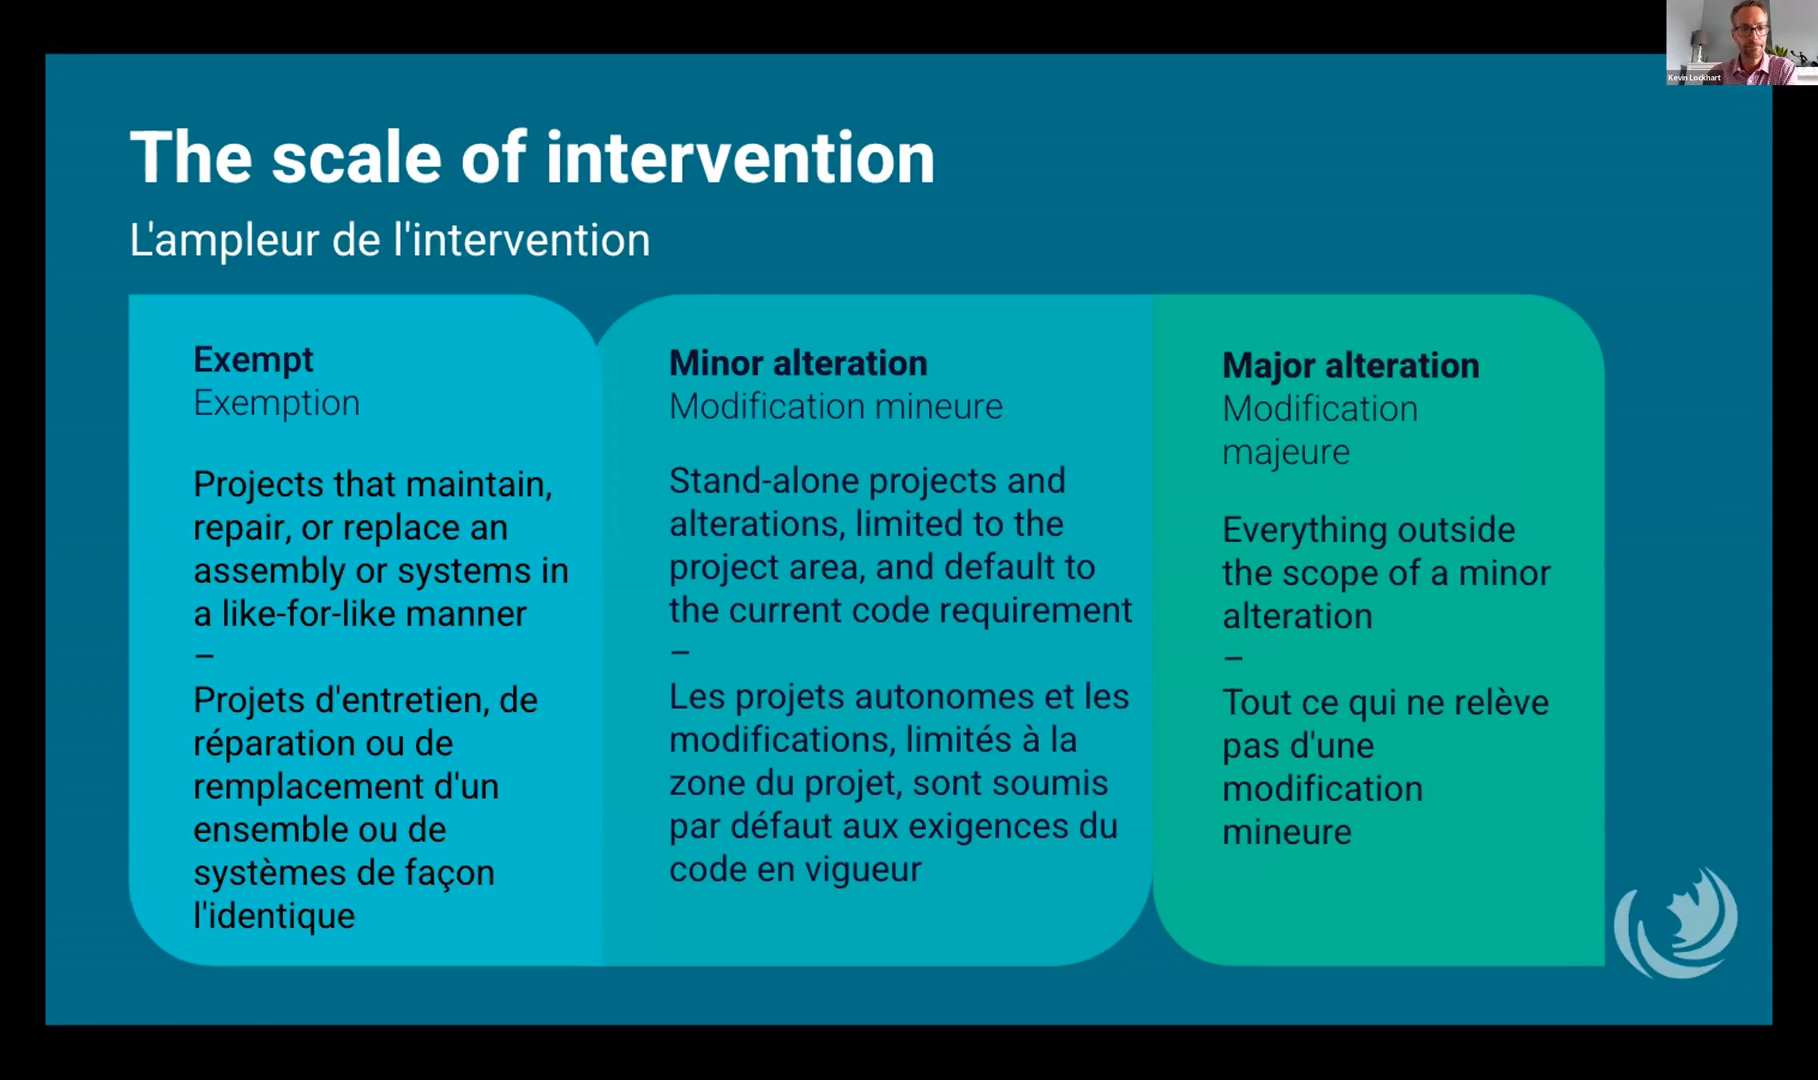 Kevin Lockhart
The scale of intervention
L'ampleur de l'intervention
Exempt
Exemption
Projects that maintain,
repair, or replace an
assembly or systems in
a like-for-like manner
–
Projets d'entretien, de
réparation ou de
remplacement d'un
ensemble ou de
systèmes de façon
l'identique
Minor alteration
Modification mineure
Stand-alone projects and
alterations, limited to the
project area, and default to
the current code requirement
–
Les projets autonomes et les
modifications, limités à la
zone du projet, sont soumis
par défaut aux exigences du
code en vigueur
Major alteration
Modification
majeure
Everything outside
the scope of a minor
alteration
–
Tout ce qui ne relève
pas d'une
modification
mineure